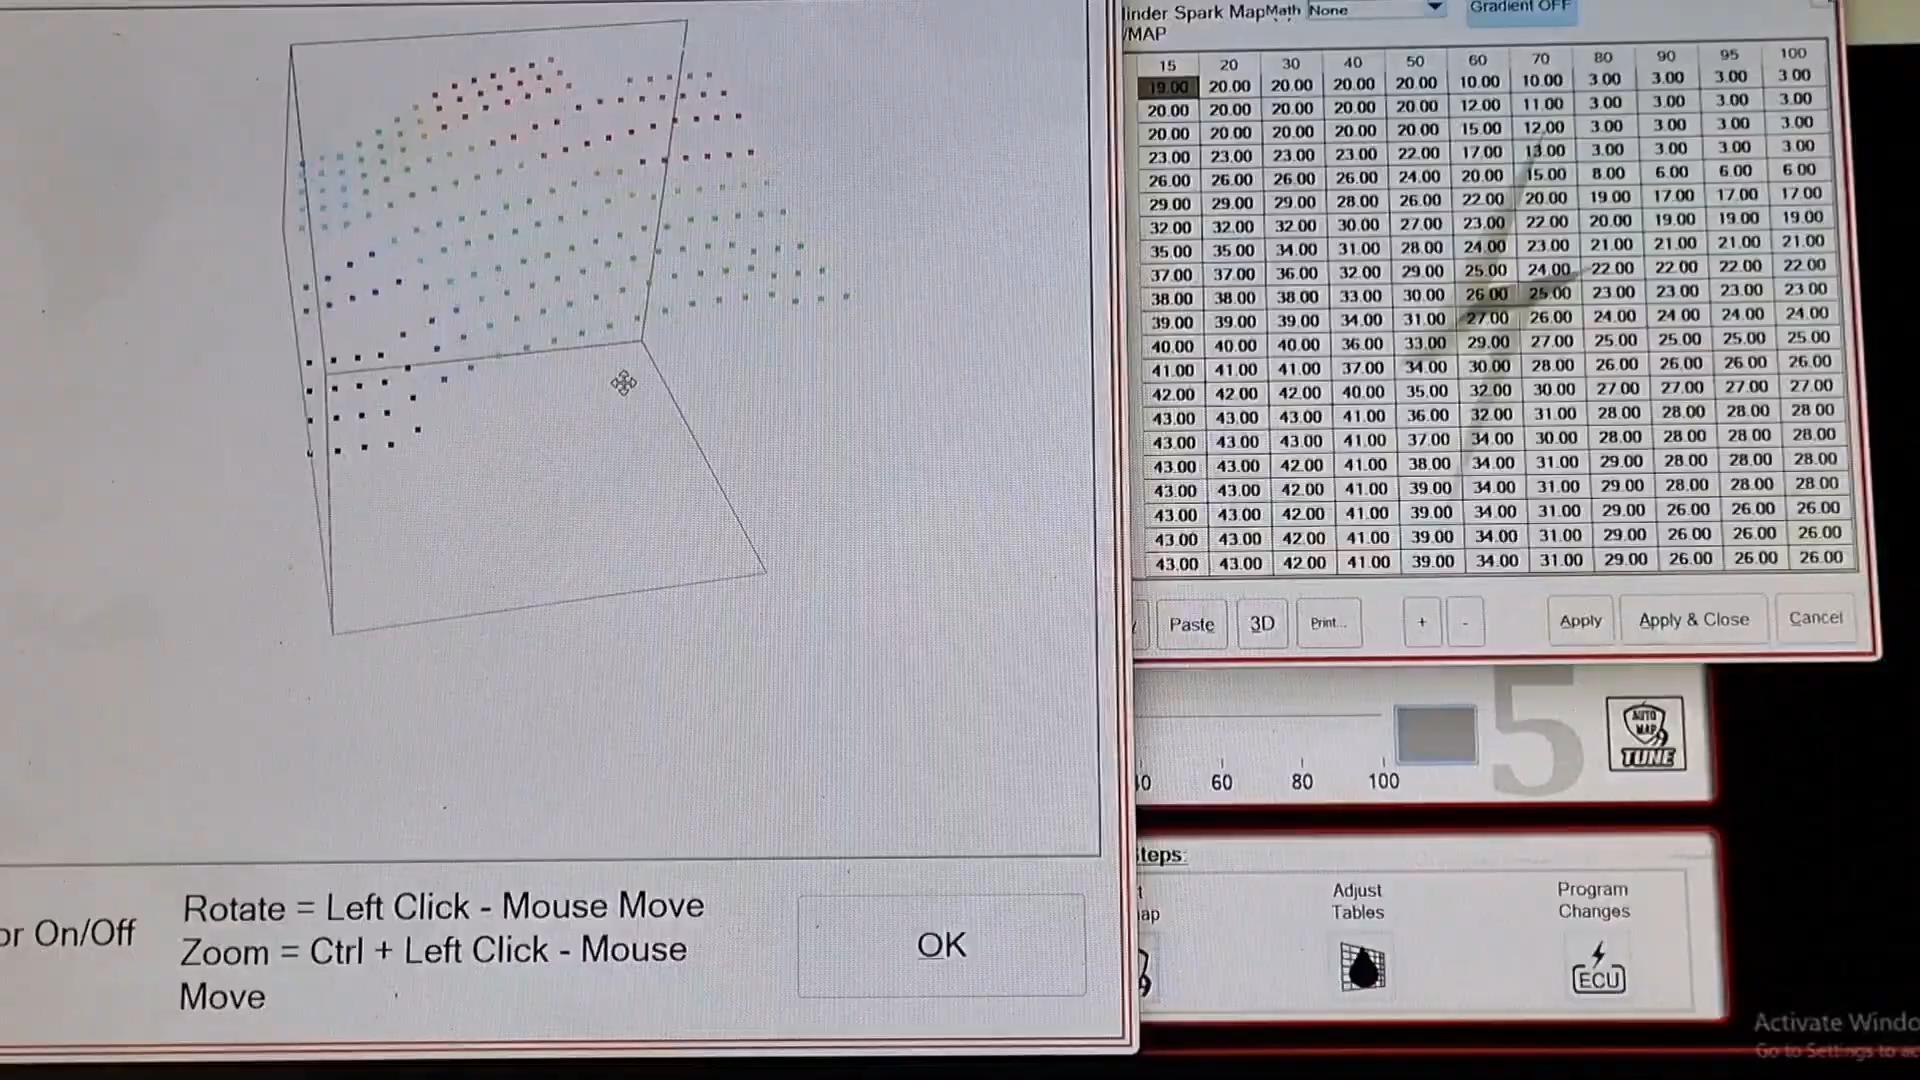 linder Spark Map Math None Gradient OFF
/MAP
15 20 30 40 50 60 70 80 90 95 100
19.00 20.00 20.00 20.00 20.00 10.00 10.00 3.00 3.00 3.00 3.00
20.00 20.00 20.00 20.00 20.00 12.00 11.00 3.00 3.00 3.00 3.00
20.00 20.00 20.00 20.00 20.00 15.00 12.00 3.00 3.00 3.00 3.00
23.00 23.00 23.00 23.00 22.00 17.00 13.00 3.00 3.00 3.00 3.00
26.00 26.00 26.00 26.00 24.00 20.00 15.00 8.00 6.00 6.00 6.00
29.00 29.00 29.00 28.00 26.00 22.00 20.00 19.00 17.00 17.00 17.00
32.00 32.00 32.00 30.00 27.00 23.00 22.00 20.00 19.00 19.00 19.00
35.00 35.00 34.00 31.00 28.00 24.00 23.00 21.00 21.00 21.00 21.00
37.00 37.00 36.00 32.00 29.00 25.00 24.00 22.00 22.00 22.00 22.00
38.00 38.00 38.00 33.00 30.00 26.00 25.00 23.00 23.00 23.00 23.00
39.00 39.00 39.00 34.00 31.00 27.00 26.00 24.00 24.00 24.00 24.00
40.00 40.00 40.00 36.00 33.00 29.00 27.00 25.00 25.00 25.00 25.00
41.00 41.00 41.00 37.00 34.00 30.00 28.00 26.00 26.00 26.00 26.00
42.00 42.00 42.00 40.00 35.00 32.00 30.00 27.00 27.00 27.00 27.00
43.00 43.00 43.00 41.00 36.00 32.00 31.00 28.00 28.00 28.00 28.00
43.00 43.00 43.00 41.00 37.00 34.00 30.00 28.00 28.00 28.00 28.00
43.00 43.00 42.00 41.00 38.00 34.00 31.00 29.00 28.00 28.00 28.00
43.00 43.00 42.00 41.00 39.00 34.00 31.00 29.00 28.00 28.00 28.00
43.00 43.00 42.00 41.00 39.00 34.00 31.00 29.00 26.00 26.00 26.00
43.00 43.00 42.00 41.00 39.00 34.00 31.00 29.00 26.00 26.00 26.00
43.00 43.00 42.00 41.00 39.00 34.00 31.00 29.00 26.00 26.00 26.00
Paste 3D Print... + - Apply Apply & Close Cancel
5
AUTO
MAP
TUNE
60 80 100
teps:
Adjust
Tables
Program
Changes
ap
ECU
or On/Off
Rotate = Left Click - Mouse Move
Zoom = Ctrl + Left Click - Mouse
Move
OK
Activate Windo
Go to Settings to ac